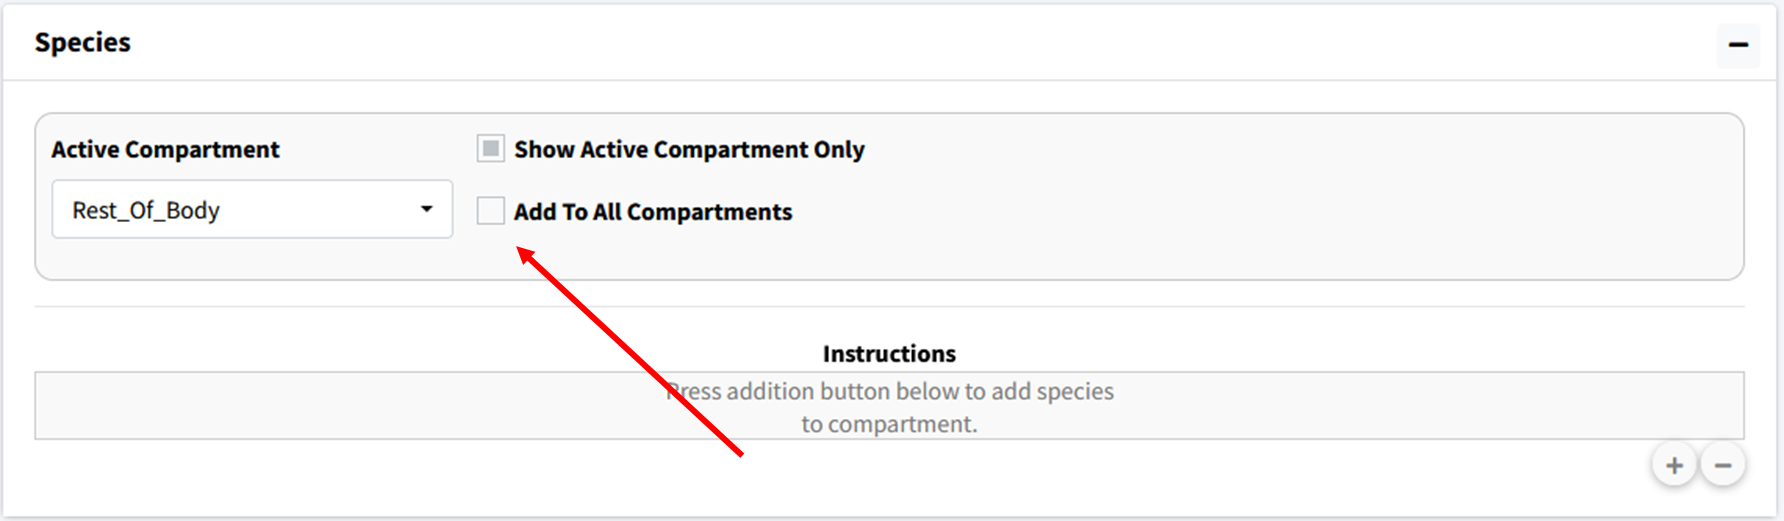 Species
Active Compartment
Show Active Compartment Only
Rest_Of_Body
Add To All Compartments
Instructions
Press addition button below to add species
to compartment.